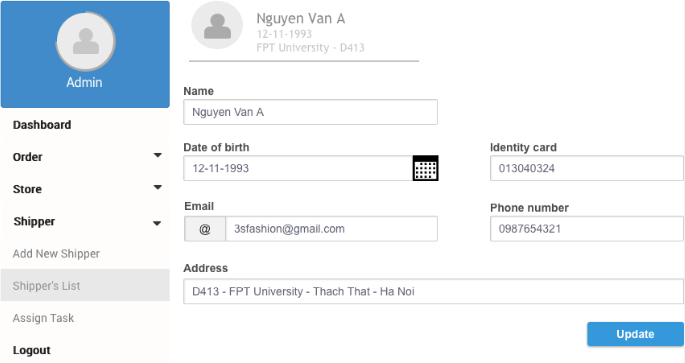 Admin
Dashboard
Order
Store
Shipper
Add New Shipper
Shipper's List
Assign Task
Logout
Nguyen Van A
12-11-1993
FPT University - D413
Name
Nguyen Van A
Date of birth
12-11-1993
Identity card
013040324
Email
@ 3sfashion@gmail.com
Phone number
0987654321
Address
D413 - FPT University - Thach That - Ha Noi
Update